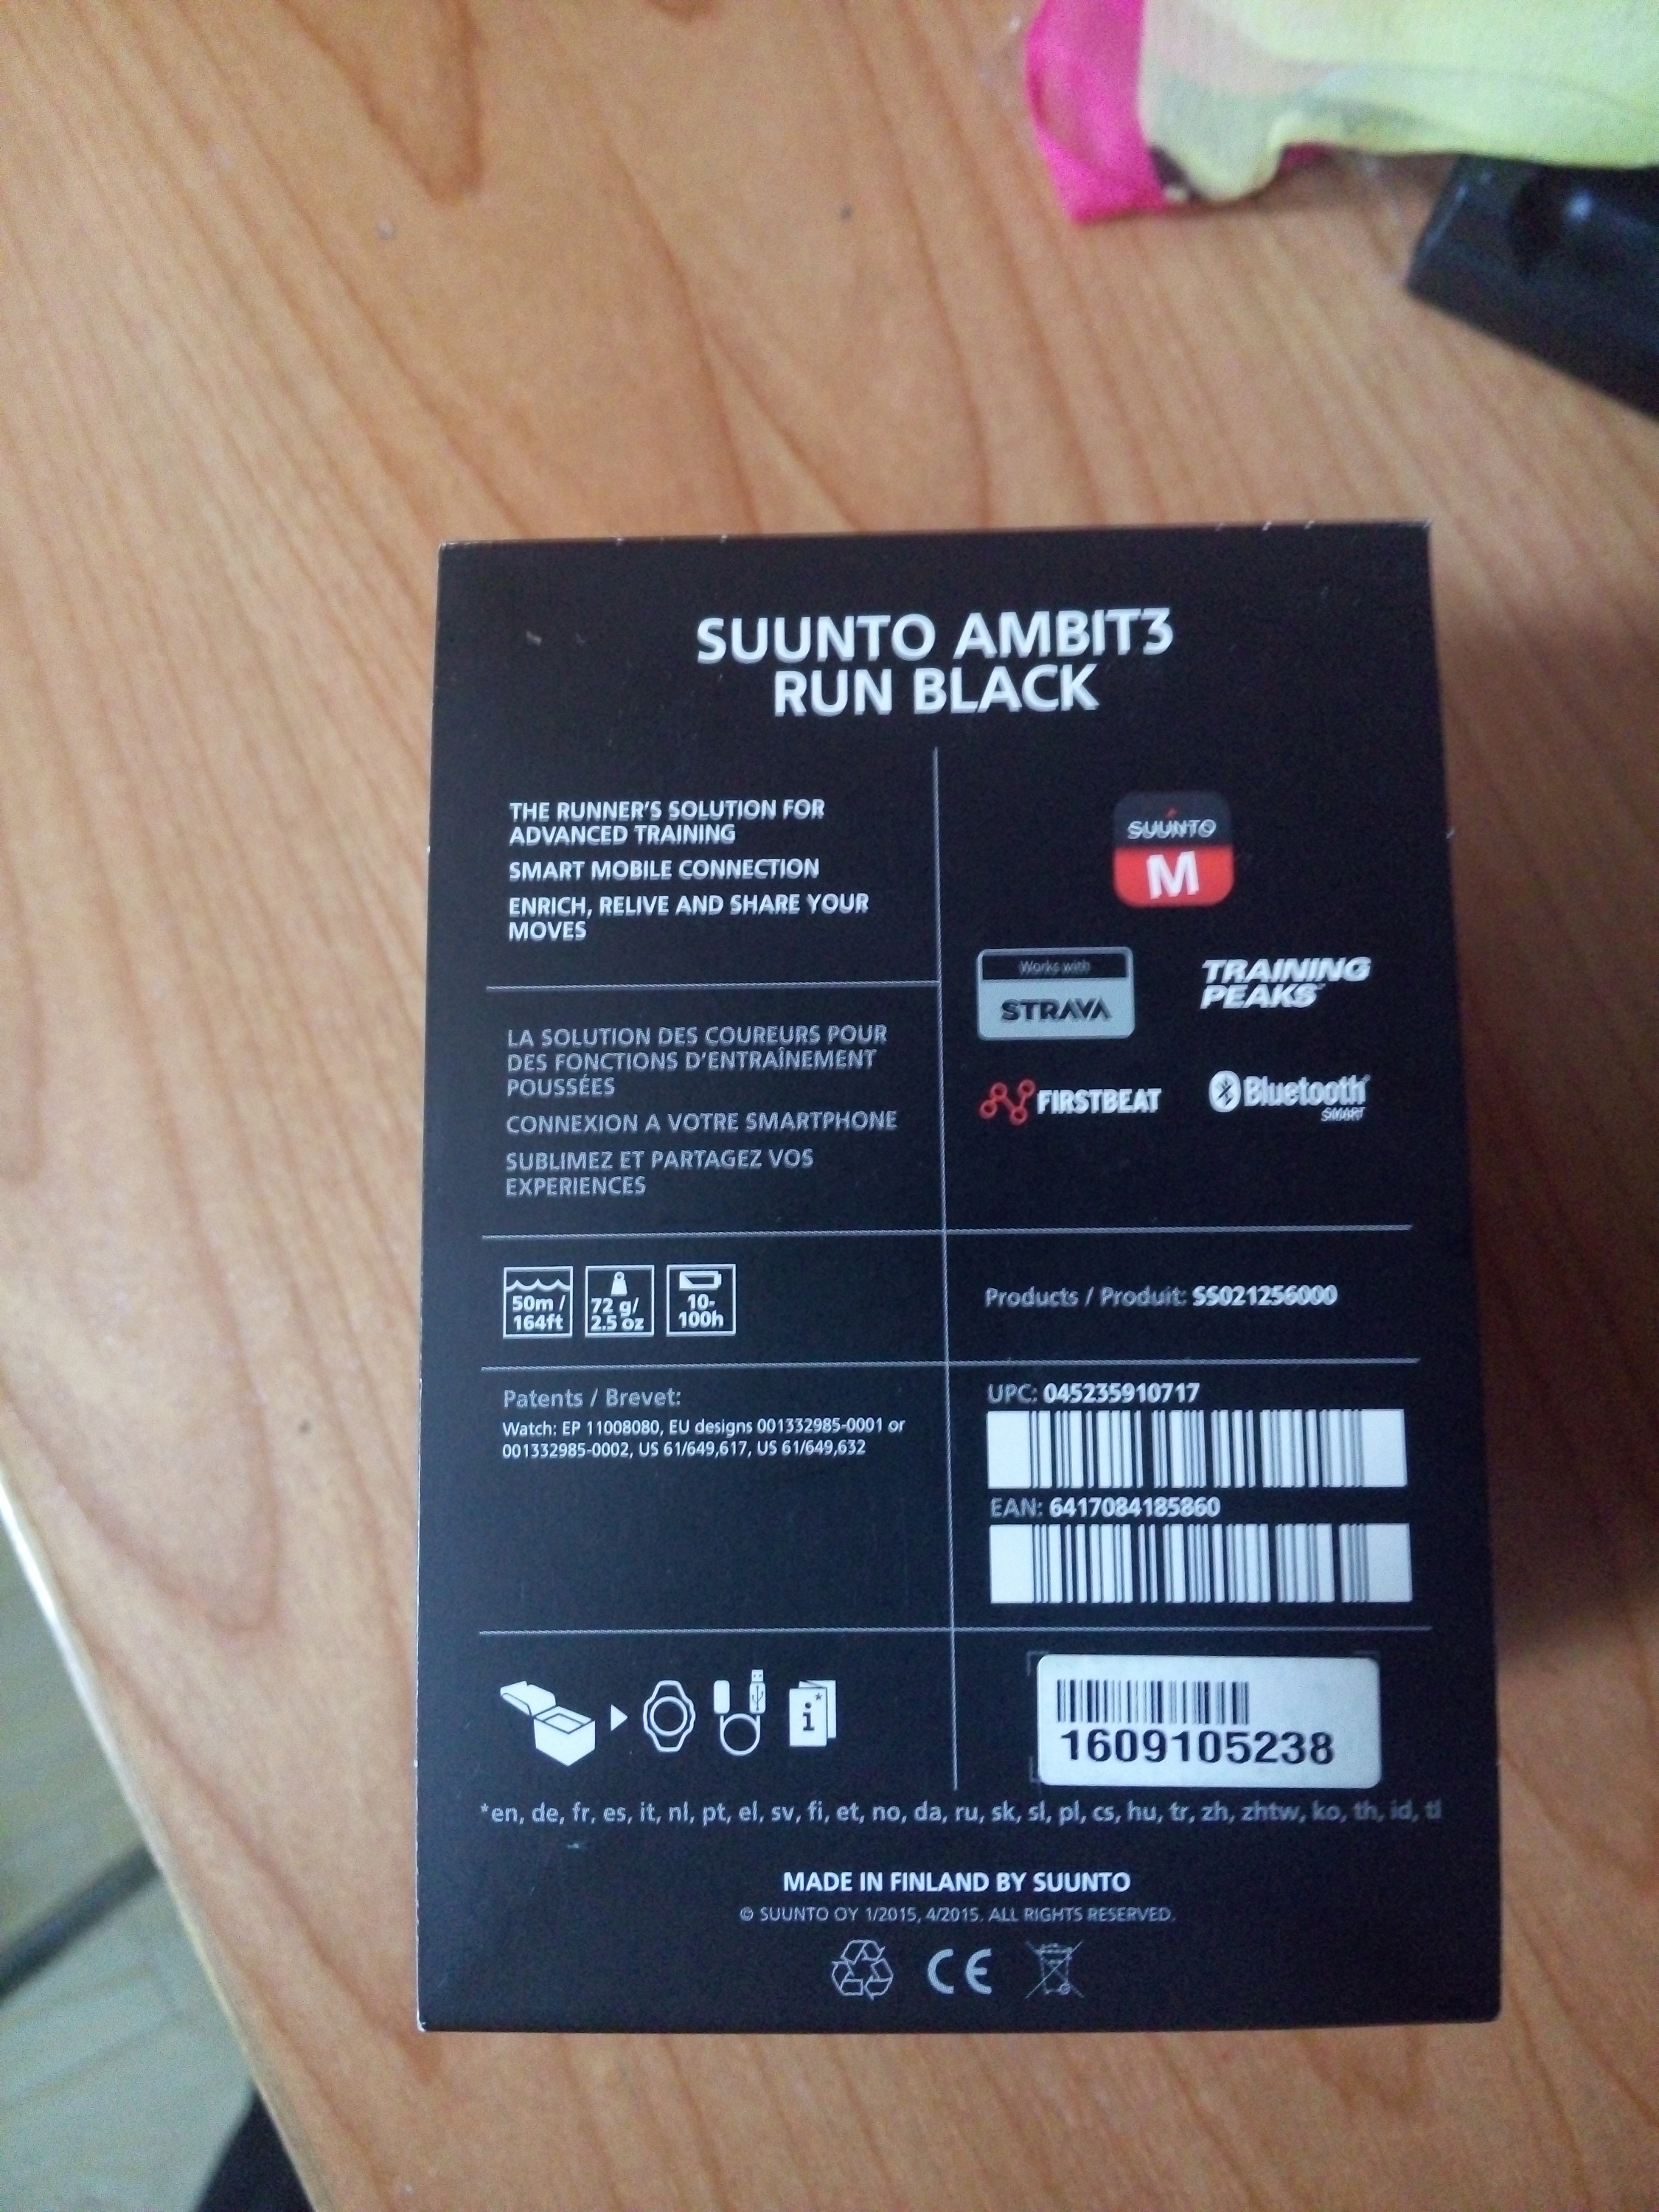 SUUNTO AMBIT3
RUN BLACK
THE RUNNER'S SOLUTION FOR
ADVANCED TRAINING
SMART MOBILE CONNECTION
ENRICH, RELIVE AND SHARE YOUR
MOVES
SUUNTO
M
Works with
STRAVA
TRAINING
PEAKS™
FIRSTBEAT
Bluetooth®
SMART
LA SOLUTION DES COUREURS POUR
DES FONCTIONS D'ENTRAÎNEMENT
POUSSÉES
CONNEXION A VOTRE SMARTPHONE
SUBLIMEZ ET PARTAGEZ VOS
EXPERIENCES
50m /
164ft
72 g/
2.5 oz
10-
100h
Products / Produit: SS021256000
Patents / Brevet:
Watch: EP 11008080, EU designs 001332985-0001 or
001332985-0002, US 61/649,617, US 61/649,632
UPC: 045235910717
EAN: 6417084185860
i*
1609105238
*en, de, fr, es, it, nl, pt, el, sv, fi, et, no, da, ru, sk, sl, pl, cs, hu, tr, zh, zhtw, ko, th, id, tl
MADE IN FINLAND BY SUUNTO
© SUUNTO OY 1/2015, 4/2015. ALL RIGHTS RESERVED.
CE